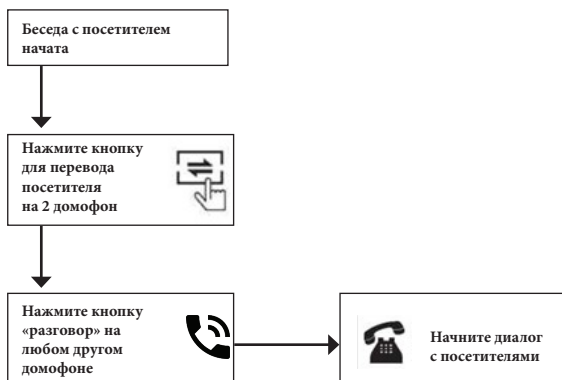 Беседа с посетителем
начата
Нажмите кнопку
для перевода
посетителя
на 2 домофон
Нажмите кнопку
«разговор» на
любом другом
домофоне
Начните диалог
с посетителями